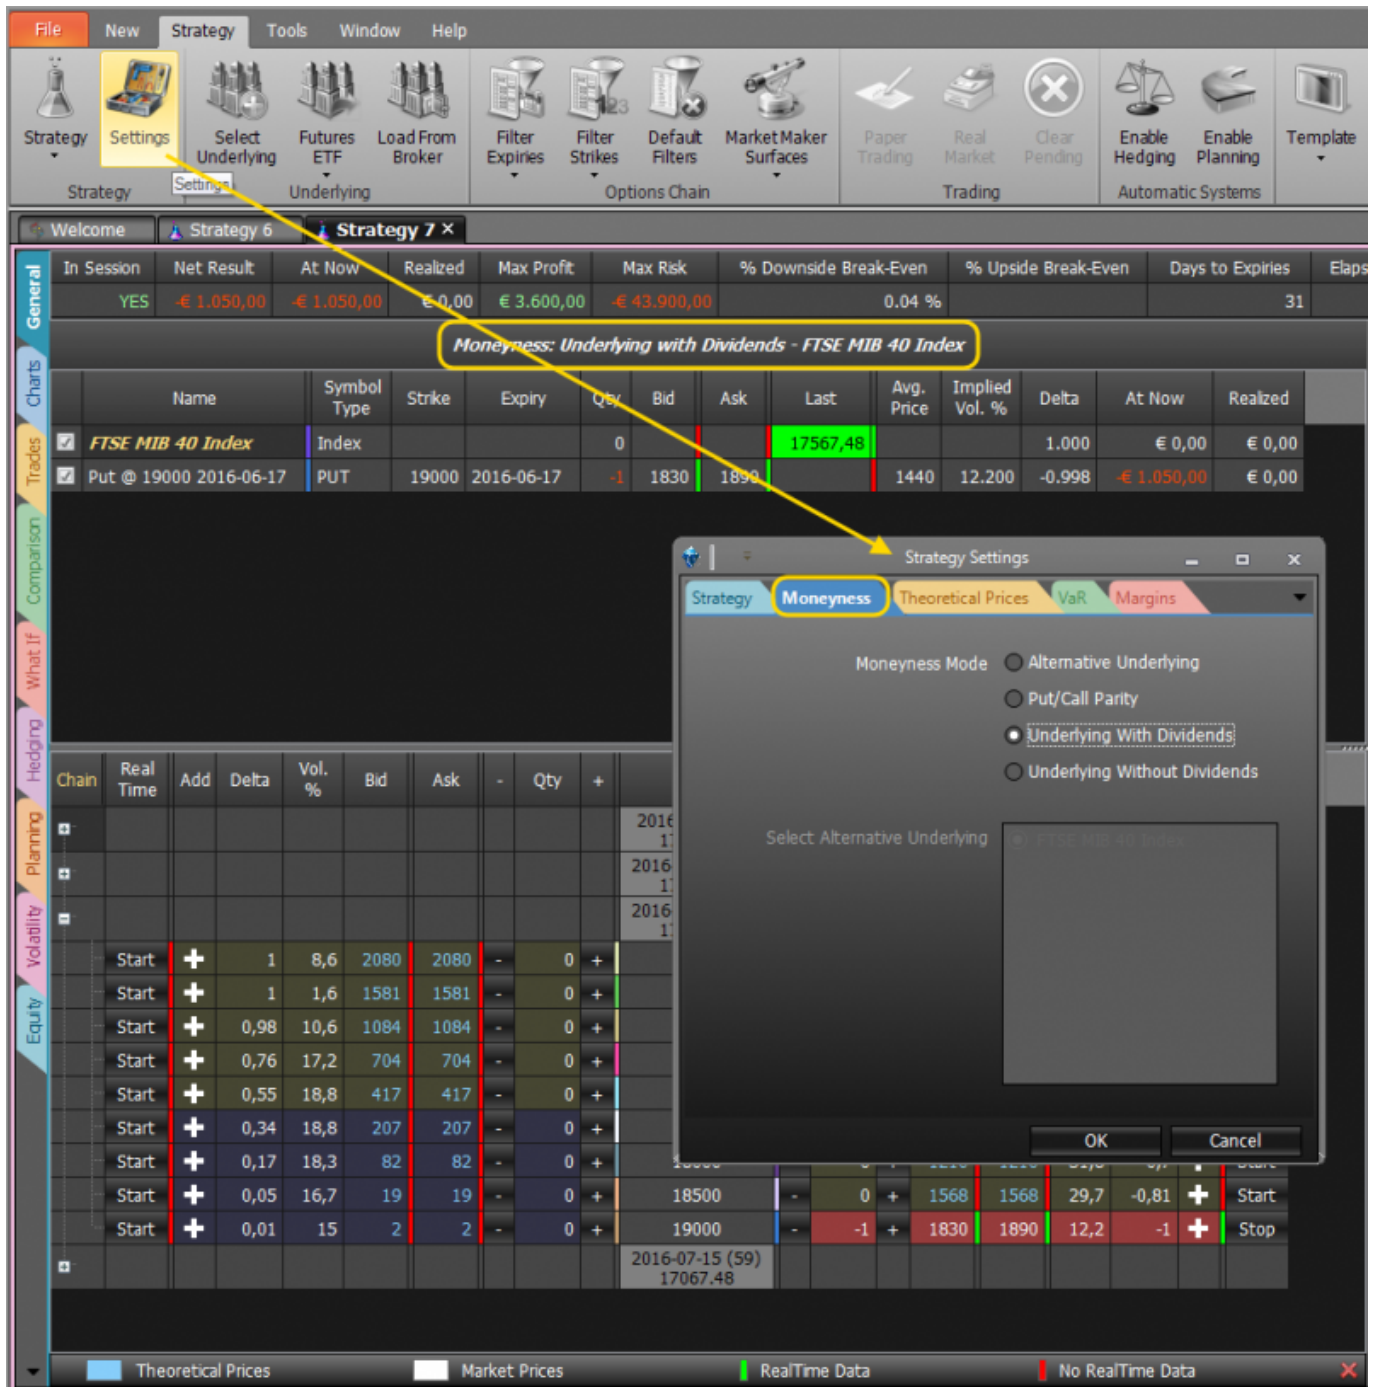 File New Strategy Tools Window Help
Strategy Settings Select Underlying Futures ETF Load From Broker Filter Expiries Filter Strikes Default Filters Market Maker Surfaces Paper Trading Real Market Clear Pending Enable Hedging Enable Planning Template
Strategy Settings Underlying Options Chain Trading Automatic Systems
Welcome Strategy 6 Strategy 7 ×
General
Charts
Trades
Comparison
What If
Hedging
Planning
Volatility
Equity
In Session Net Result At Now Realized Max Profit Max Risk % Downside Break-Even % Upside Break-Even Days to Expiries Elaps
YES -€ 1.050,00 -€ 1.050,00 € 0,00 € 3.600,00 -€ 43.900,00 0.04 % 31
Moneyness: Underlying with Dividends - FTSE MIB 40 Index
Name Symbol Type Strike Expiry Qty Bid Ask Last Avg. Price Implied Vol. % Delta At Now Realized
FTSE MIB 40 Index Index 0 17567,48 1.000 € 0,00 € 0,00
Put @ 19000 2016-06-17 PUT 19000 2016-06-17 -1 1830 1890 1440 12.200 -0.998 -€ 1.050,00 € 0,00
Strategy Settings
Strategy Moneyness Theoretical Prices VaR Margins
Moneyness Mode Alternative Underlying
Put/Call Parity
Underlying With Dividends
Underlying Without Dividends
Select Alternative Underlying FTSE MIB 40 Index
OK Cancel
Chain Real Time Add Delta Vol. % Bid Ask - Qty +
2016
2016
2016
Start + 1 8,6 2080 2080 - 0 +
Start + 1 1,6 1581 1581 - 0 +
Start + 0,98 10,6 1084 1084 - 0 +
Start + 0,76 17,2 704 704 - 0 +
Start + 0,55 18,8 417 417 - 0 +
Start + 0,34 18,8 207 207 - 0 +
Start + 0,17 18,3 82 82 - 0 +
Start + 0,05 16,7 19 19 - 0 + 18500 - 0 + 1568 1568 29,7 -0,81 + Start
Start + 0,01 15 2 2 - 0 + 19000 - -1 + 1830 1890 12,2 -1 + Stop
2016-07-15 (59)
17067.48
Theoretical Prices Market Prices RealTime Data No RealTime Data